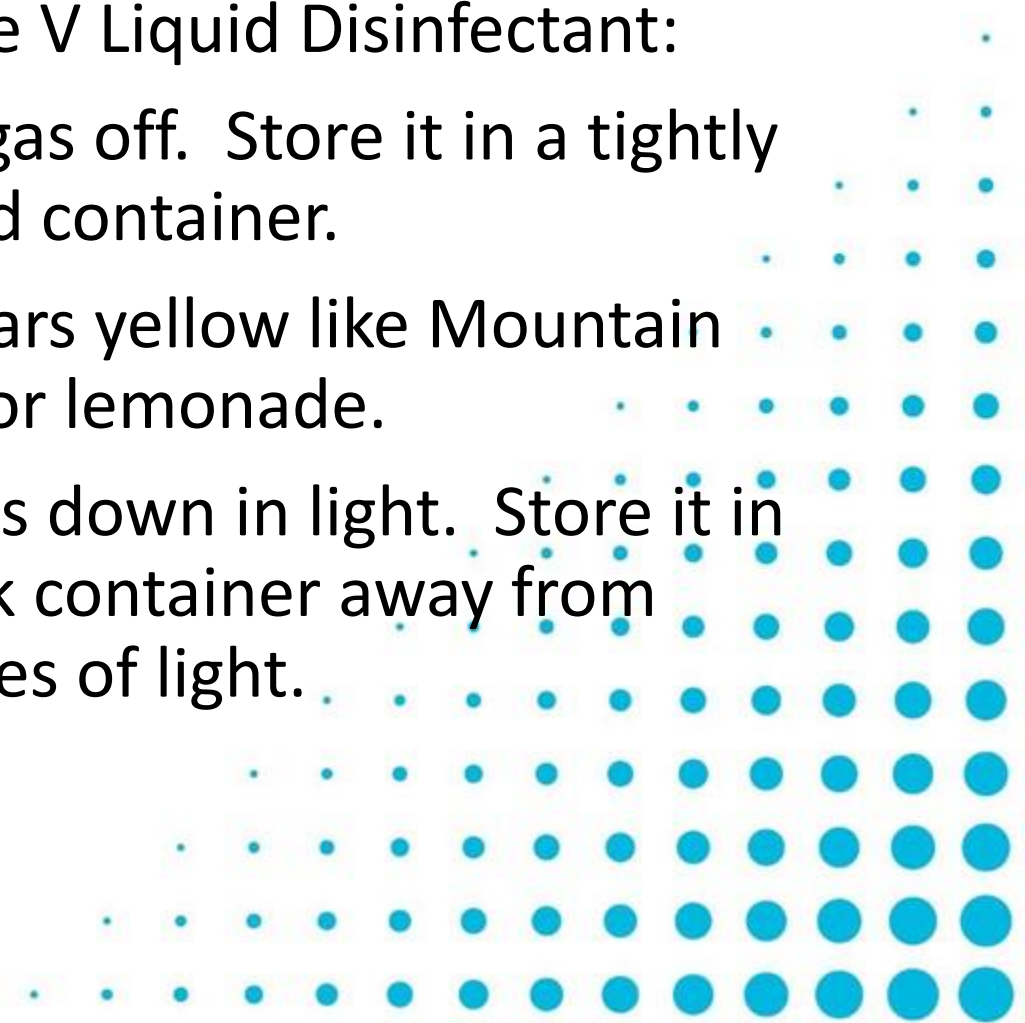 e V Liquid Disinfectant:
gas off.  Store it in a tightly
d container.
ars yellow like Mountain
or lemonade.
s down in light.  Store it in
k container away from
es of light.